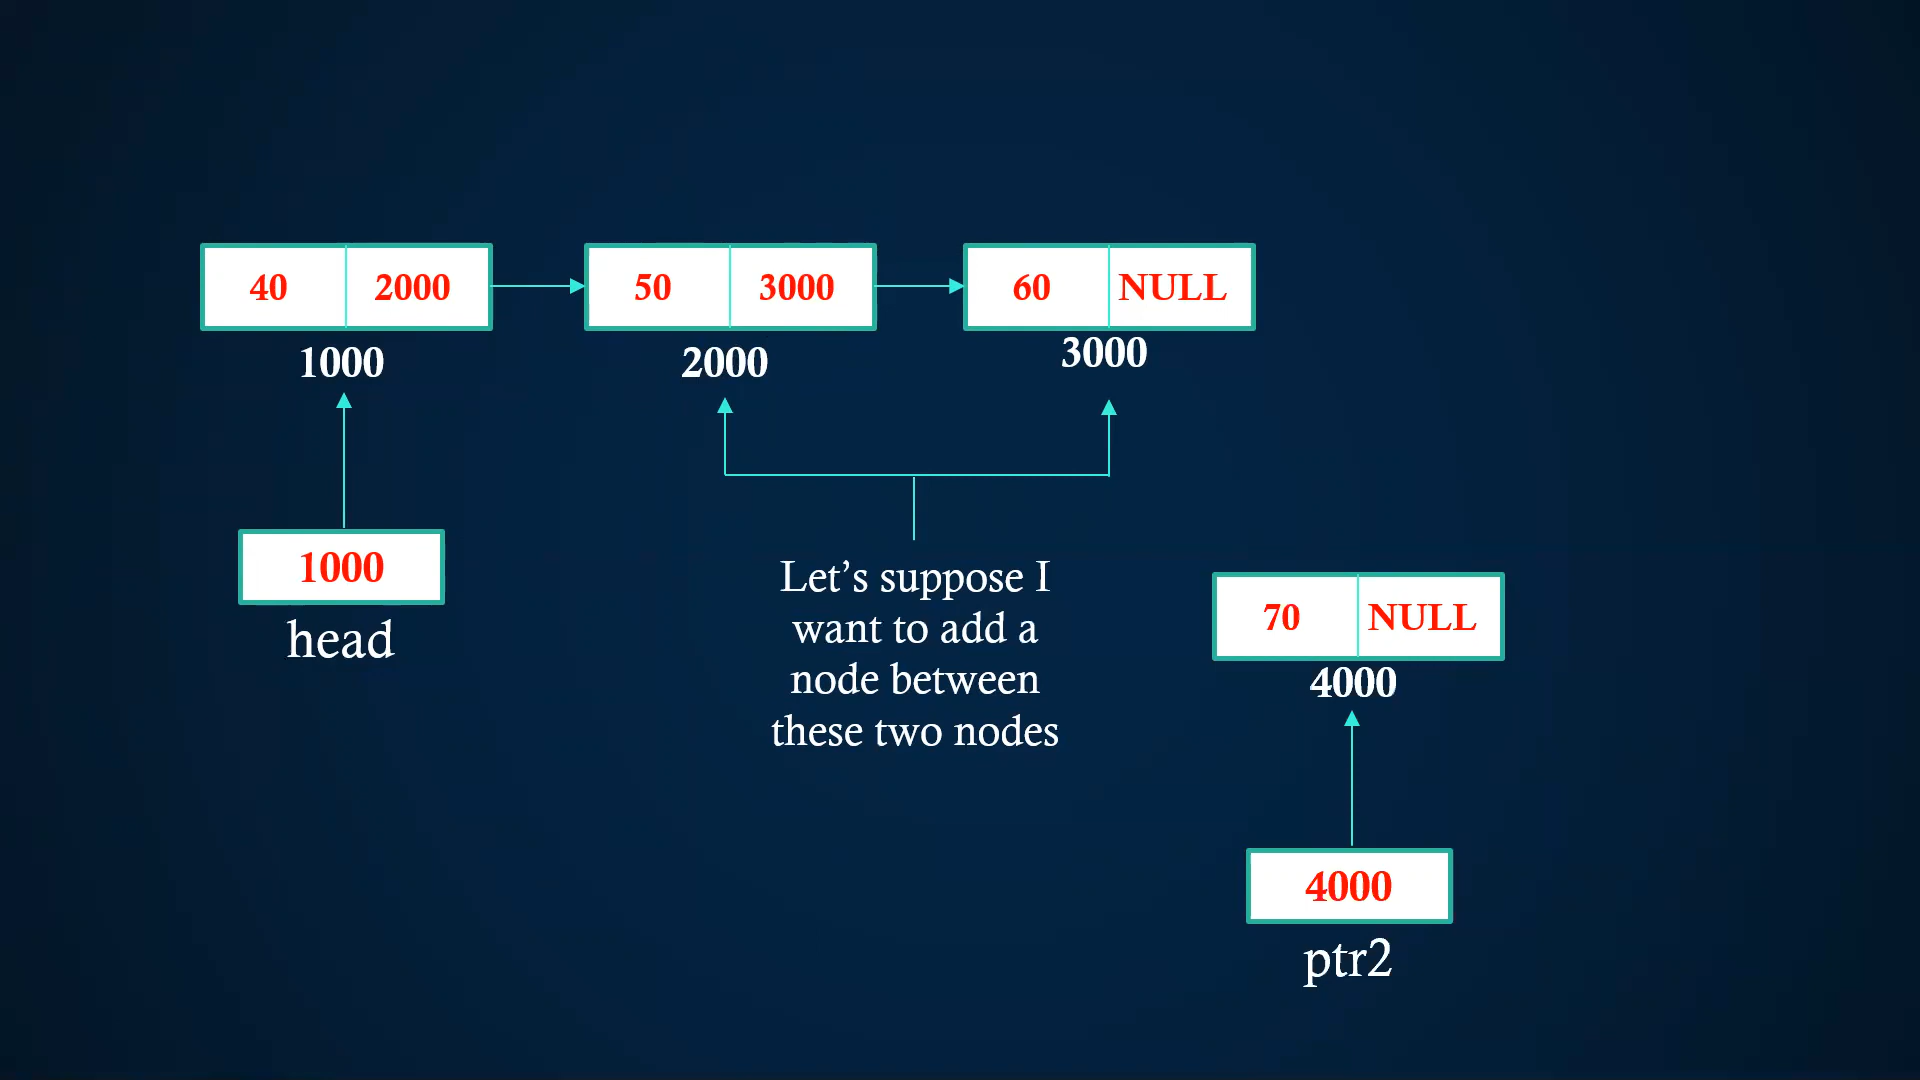 40 2000 50 3000 60 NULL
1000 2000 3000
1000
head
Let’s suppose I
want to add a
node between
these two nodes
70 NULL
4000
4000
ptr2